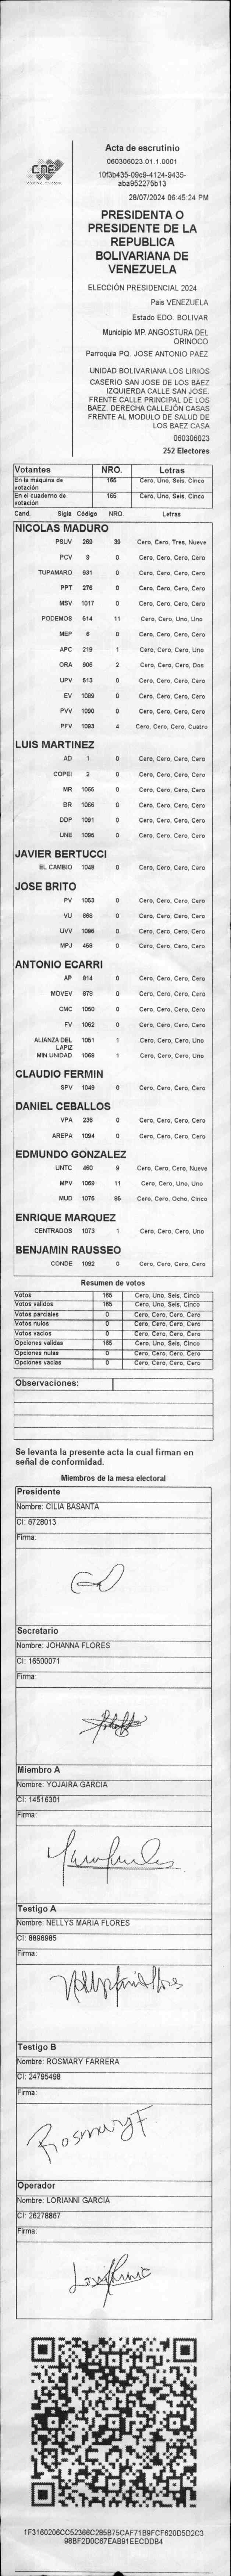 CNE
Acta de escrutinio
060306023.01.1.0001
10f3b435-09c9-4124-9435-
aba952275b13
28/07/2024 06:45:24 PM
PRESIDENTA O
PRESIDENTE DE LA
REPUBLICA
BOLIVARIANA DE
VENEZUELA
ELECCIÓN PRESIDENCIAL 2024
País VENEZUELA
Estado EDO. BOLIVAR
Municipio MP. ANGOSTURA DEL
ORINOCO
Parroquia PQ. JOSE ANTONIO PAEZ
UNIDAD BOLIVARIANA LOS LIRIOS
CASERIO SAN JOSE DE LOS BAEZ
IZQUIERDA CALLE SAN JOSE.
FRENTE CALLE PRINCIPAL DE LOS
BAEZ. DERECHA CALLEJÓN CASAS
FRENTE AL MODULO DE SALUD DE
LOS BAEZ CASA
060306023
252 Electores
Votantes NRO. Letras
En la máquina de votación 165 Cero, Uno, Seis, Cinco
En el cuaderno de votación 165 Cero, Uno, Seis, Cinco
Cand. Sigla Código NRO. Letras
NICOLAS MADURO
PSUV 269 39 Cero, Cero, Tres, Nueve
PCV 9 0 Cero, Cero, Cero, Cero
TUPAMARO 931 0 Cero, Cero, Cero, Cero
PPT 276 0 Cero, Cero, Cero, Cero
MSV 1017 0 Cero, Cero, Cero, Cero
PODEMOS 514 11 Cero, Cero, Uno, Uno
MEP 6 0 Cero, Cero, Cero, Cero
APC 219 1 Cero, Cero, Cero, Uno
ORA 906 2 Cero, Cero, Cero, Dos
UPV 513 0 Cero, Cero, Cero, Cero
EV 1089 0 Cero, Cero, Cero, Cero
PVV 1090 0 Cero, Cero, Cero, Cero
PFV 1093 4 Cero, Cero, Cero, Cuatro
LUIS MARTINEZ
AD 1 0 Cero, Cero, Cero, Cero
COPEI 2 0 Cero, Cero, Cero, Cero
MR 1065 0 Cero, Cero, Cero, Cero
BR 1066 0 Cero, Cero, Cero, Cero
DDP 1091 0 Cero, Cero, Cero, Cero
UNE 1095 0 Cero, Cero, Cero, Cero
JAVIER BERTUCCI
EL CAMBIO 1048 0 Cero, Cero, Cero, Cero
JOSE BRITO
PV 1053 0 Cero, Cero, Cero, Cero
VU 868 0 Cero, Cero, Cero, Cero
UVV 1096 0 Cero, Cero, Cero, Cero
MPJ 458 0 Cero, Cero, Cero, Cero
ANTONIO ECARRI
AP 814 0 Cero, Cero, Cero, Cero
MOVEV 878 0 Cero, Cero, Cero, Cero
CMC 1050 0 Cero, Cero, Cero, Cero
FV 1062 0 Cero, Cero, Cero, Cero
ALIANZA DEL LAPIZ 1051 1 Cero, Cero, Cero, Uno
MIN UNIDAD 1068 1 Cero, Cero, Cero, Uno
CLAUDIO FERMIN
SPV 1049 0 Cero, Cero, Cero, Cero
DANIEL CEBALLOS
VPA 236 0 Cero, Cero, Cero, Cero
AREPA 1094 0 Cero, Cero, Cero, Cero
EDMUNDO GONZALEZ
UNTC 460 9 Cero, Cero, Cero, Nueve
MPV 1069 11 Cero, Cero, Uno, Uno
MUD 1075 85 Cero, Cero, Ocho, Cinco
ENRIQUE MARQUEZ
CENTRADOS 1073 1 Cero, Cero, Cero, Uno
BENJAMIN RAUSSEO
CONDE 1092 0 Cero, Cero, Cero, Cero
Resumen de votos
Votos 165 Cero, Uno, Seis, Cinco
Votos validos 165 Cero, Uno, Seis, Cinco
Votos parciales 0 Cero, Cero, Cero, Cero
Votos nulos 0 Cero, Cero, Cero, Cero
Votos vacios 0 Cero, Cero, Cero, Cero
Opciones validas 165 Cero, Uno, Seis, Cinco
Opciones nulas 0 Cero, Cero, Cero, Cero
Opciones vacias 0 Cero, Cero, Cero, Cero
Observaciones:
Se levanta la presente acta la cual firman en
señal de conformidad.
Miembros de la mesa electoral
Presidente
Nombre: CILIA BASANTA
CI: 6728013
Firma:
Secretario
Nombre: JOHANNA FLORES
CI: 16500071
Firma:
Miembro A
Nombre: YOJAIRA GARCIA
CI: 14516301
Firma:
Testigo A
Nombre: NELLYS MARIA FLORES
CI: 8896985
Firma:
Testigo B
Nombre: ROSMARY FARRERA
CI: 24795498
Firma:
Rosmary F
Operador
Nombre: LORIANNI GARCIA
CI: 26278867
Firma:
1F3160206CC52366C2B5B75CAF71B9FCF620D5D2C3
98BF2D0C67EAB91EECDDB4